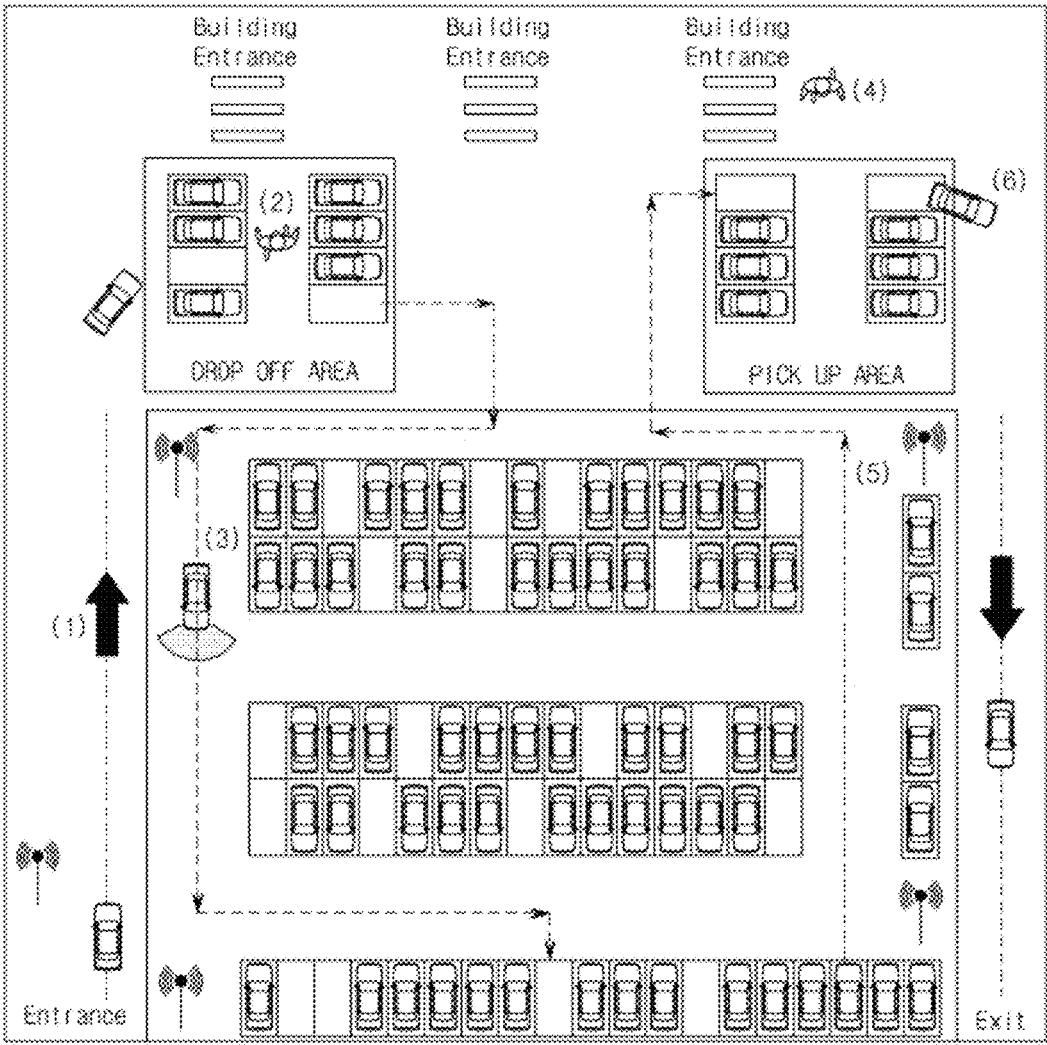 Building
Entrance
Building
Entrance
Building
Entrance
(4)
(2)
(6)
DROP OFF AREA
PICK UP AREA
(5)
(3)
(1)
Entrance
Exit